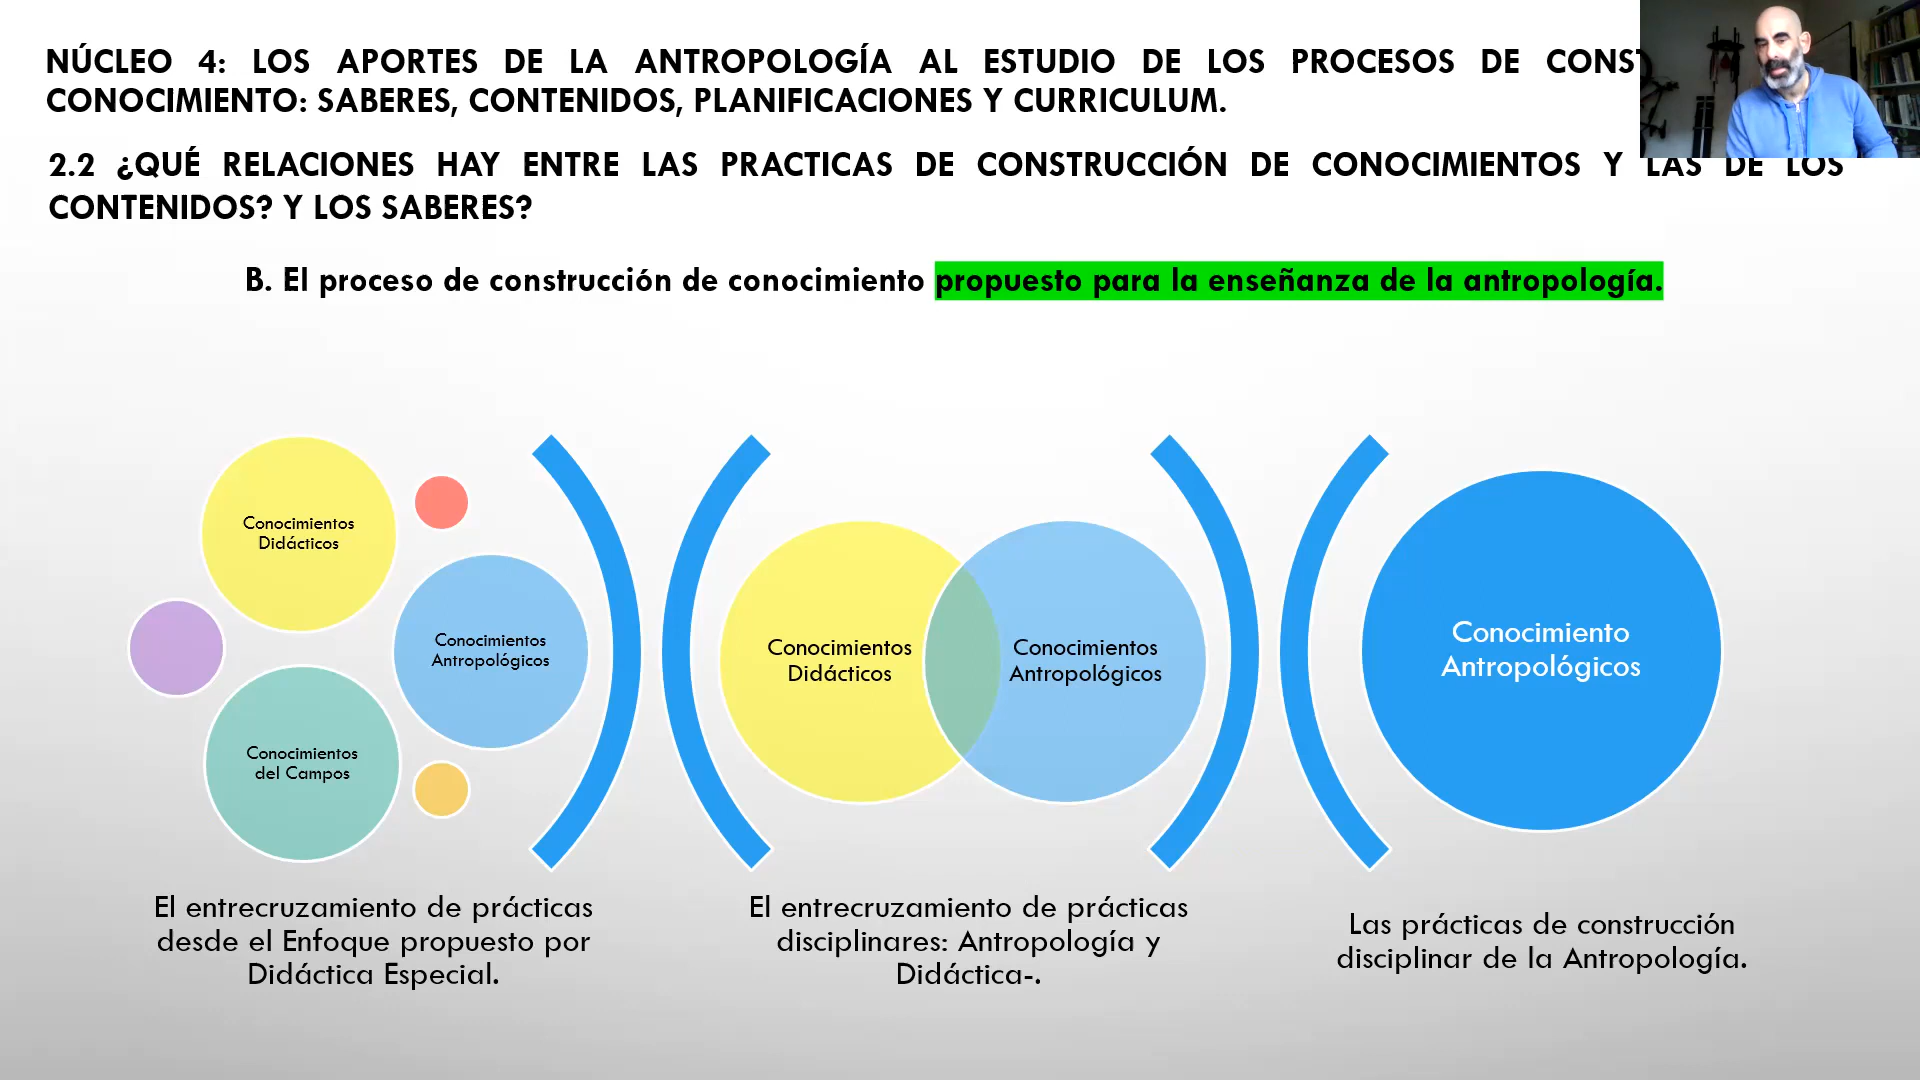 NÚCLEO 4: LOS APORTES DE LA ANTROPOLOGÍA AL ESTUDIO DE LOS PROCESOS DE
CONOCIMIENTO: SABERES, CONTENIDOS, PLANIFICACIONES Y CURRICULUM.
2.2 ¿QUÉ RELACIONES HAY ENTRE LAS PRACTICAS DE CONSTRUCCIÓN DE CONOCIMIENTOS Y LAS DE LOS
CONTENIDOS? Y LOS SABERES?
B. El proceso de construcción de conocimiento propuesto para la enseñanza de la antropología.
Conocimientos
Didácticos
Conocimientos
Antropológicos
Conocimientos
del Campos
El entrecruzamiento de prácticas
desde el Enfoque propuesto por
Didáctica Especial.
Conocimientos
Didácticos
Conocimientos
Antropológicos
El entrecruzamiento de prácticas
disciplinares: Antropología y
Didáctica-.
Conocimiento
Antropológicos
Las prácticas de construcción
disciplinar de la Antropología.